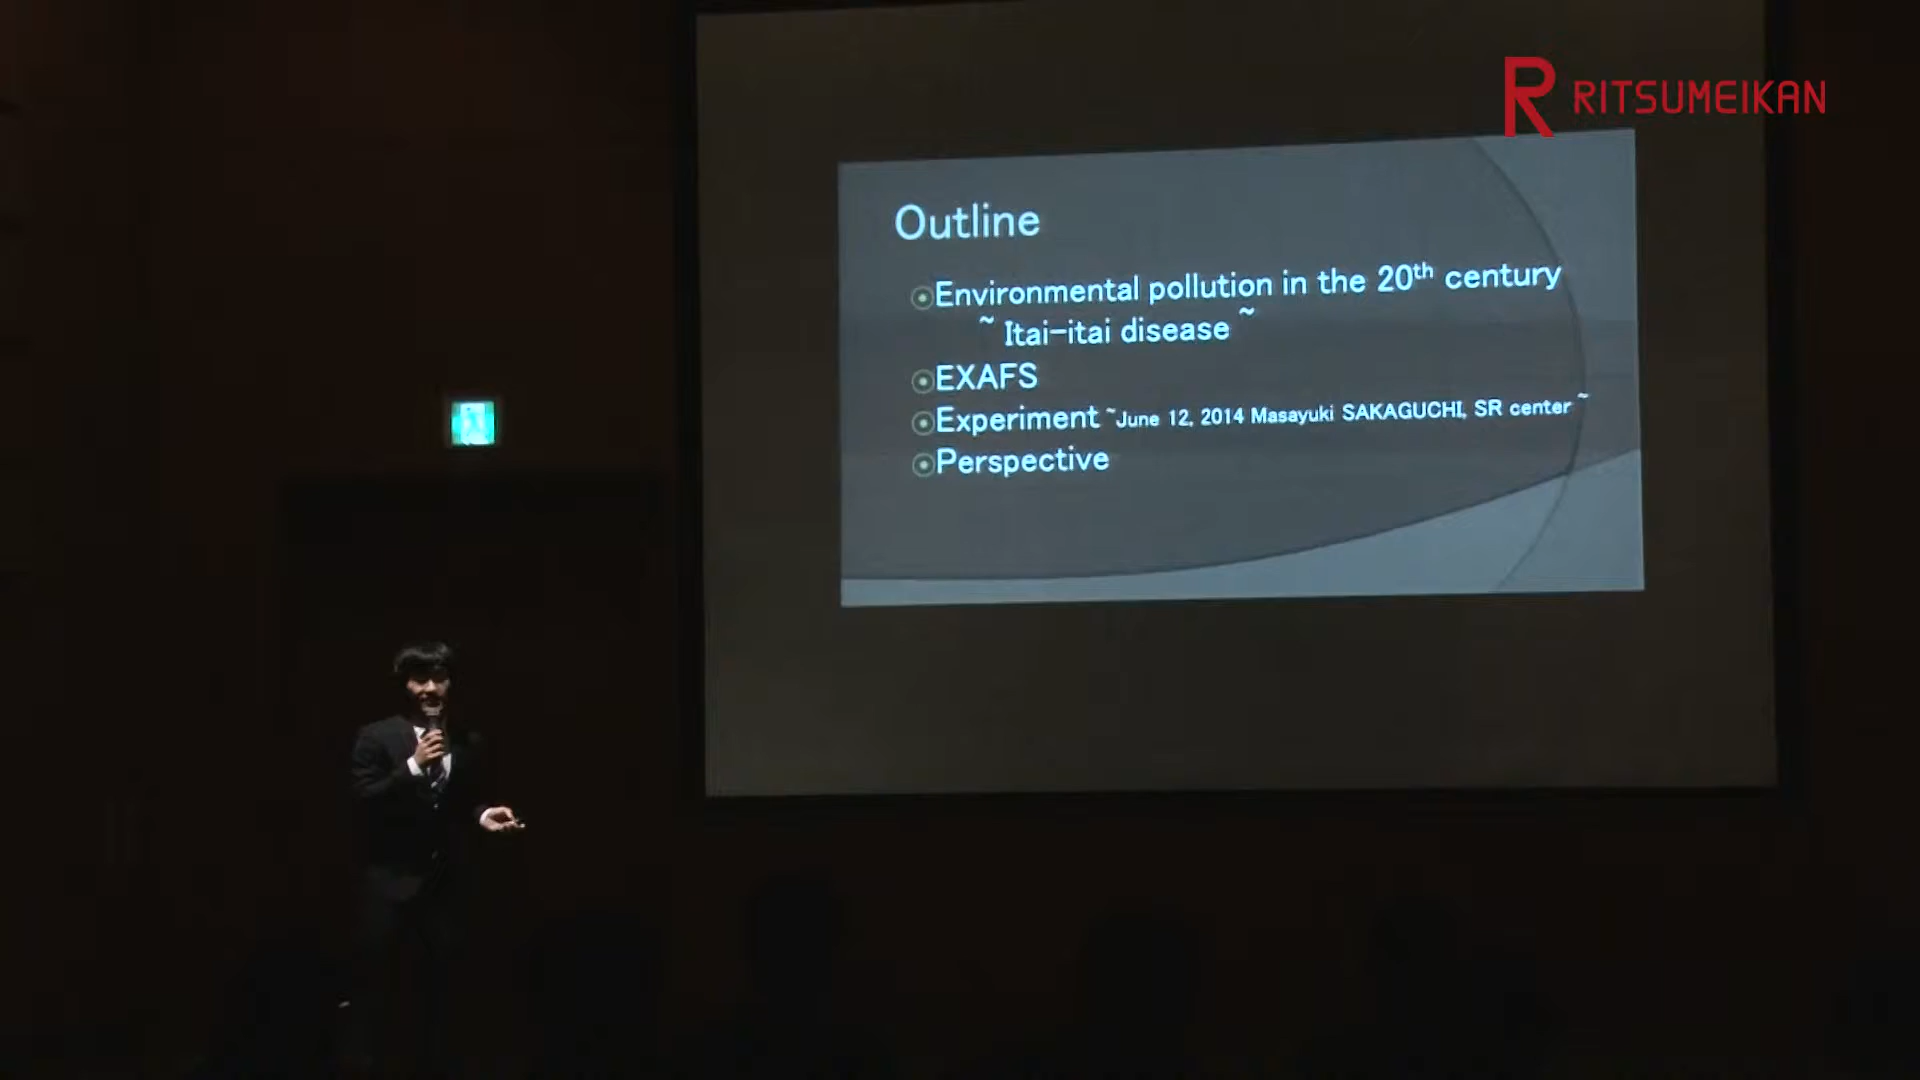 RITSUMEIKAN
Outline
Environmental pollution in the 20th century
~ Itai-itai disease ~
EXAFS
Experiment ~June 12, 2014 Masayuki SAKAGUCHI, SR center ~
Perspective